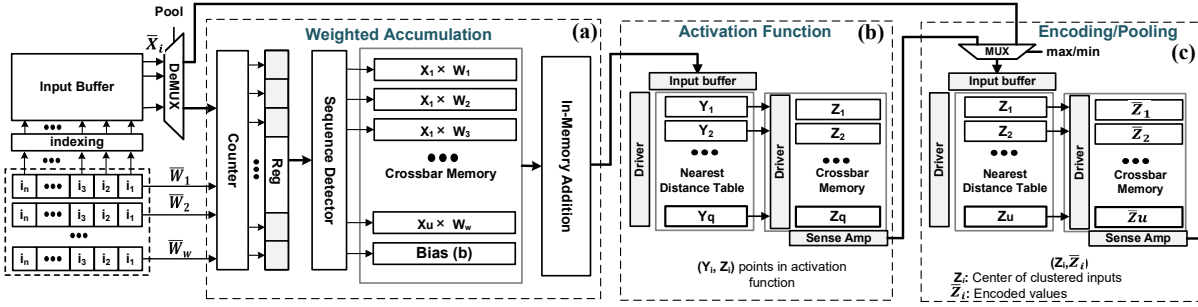 Pool
X̅i
DeMUX
Input Buffer
•••
indexing
•••
in ••• i3 i2 i1
in ••• i3 i2 i1
•••
in ••• i3 i2 i1
W̅1
W̅2
W̅w
Weighted Accumulation
(a)
Counter
•••
Reg
Sequence Detector
X1 × W1
X1 × W2
X1 × W3
•••
Crossbar Memory
Xu × Ww
Bias (b)
In-Memory Addition
Activation Function
(b)
Input buffer
Driver
Y1
Y2
•••
Nearest
Distance Table
Yq
Driver
Z1
Z2
•••
Crossbar
Memory
Zq
Sense Amp
(Yi, Zi) points in activation
function
Encoding/Pooling
(c)
MUX
max/min
Input buffer
Driver
Z1
Z2
•••
Nearest
Distance Table
Zu
Driver
Z̅1
Z̅2
•••
Crossbar
Memory
Z̅u
Sense Amp
(Zi,Z̅i)
Zi: Center of clustered inputs
Z̅i: Encoded values